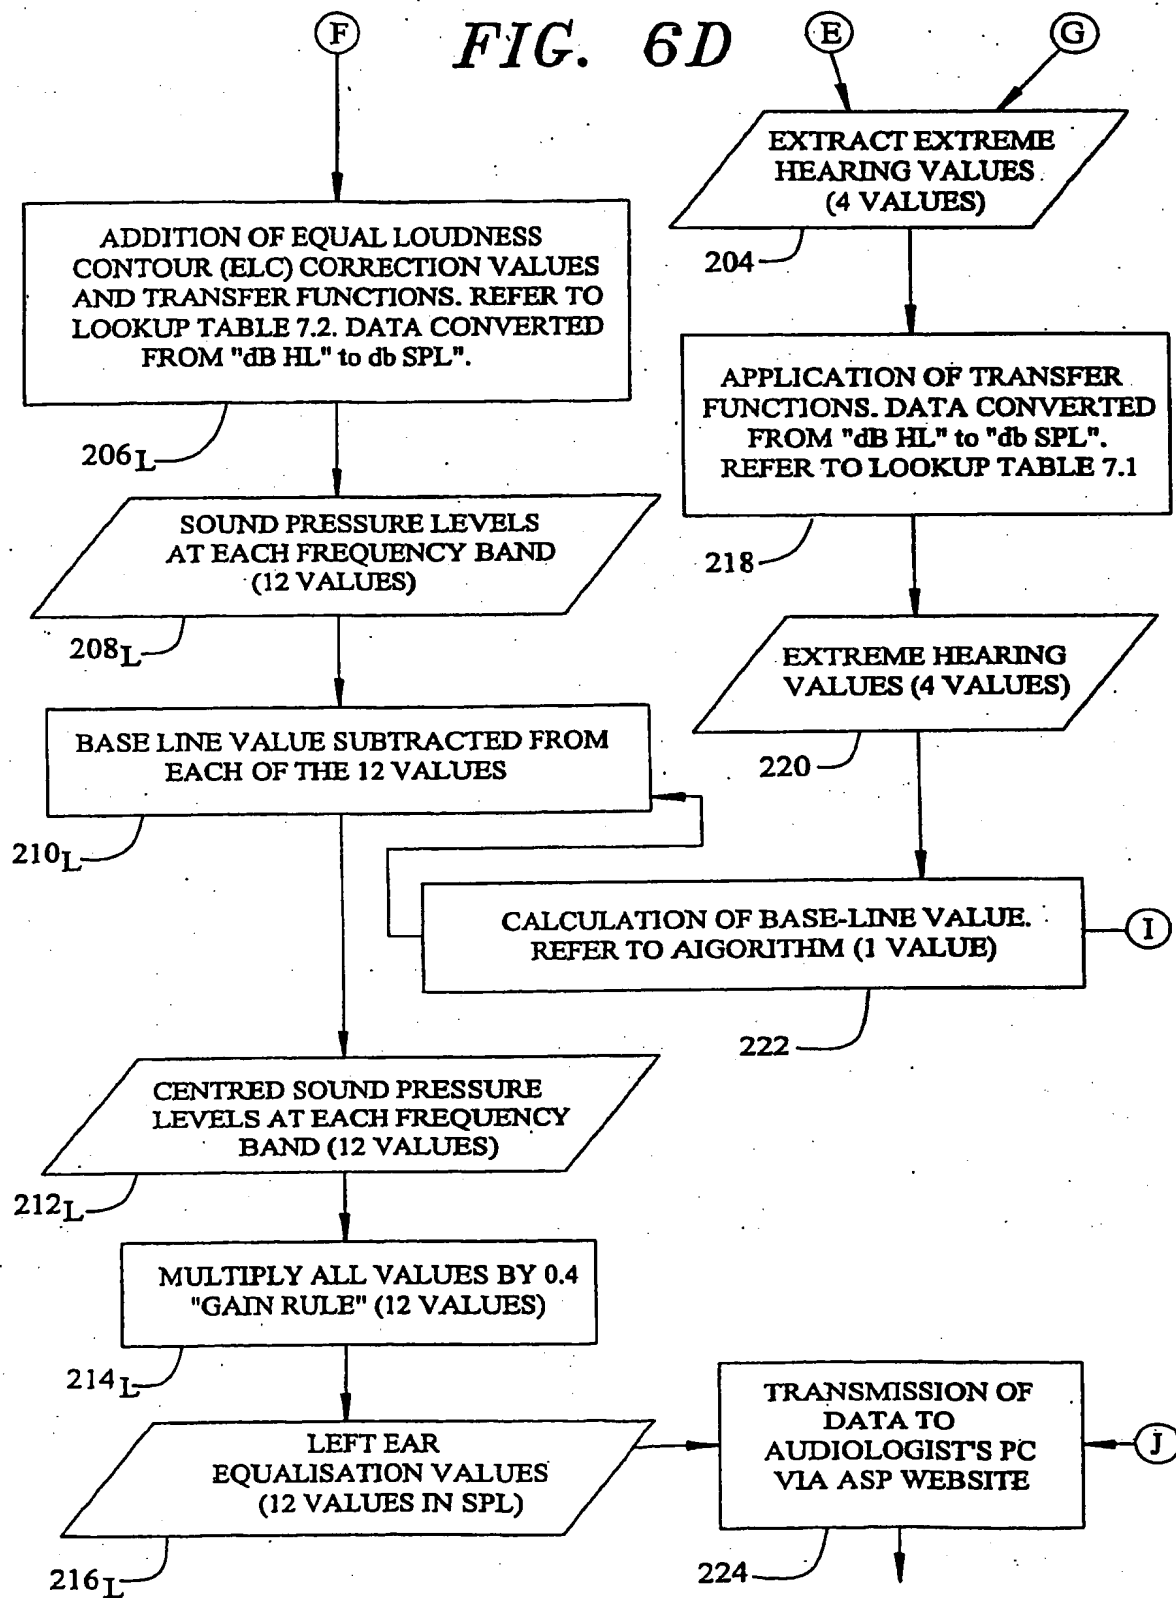 F
FIG. 6D
E
G
EXTRACT EXTREME
HEARING VALUES
(4 VALUES)
204
ADDITION OF EQUAL LOUDNESS
CONTOUR (ELC) CORRECTION VALUES
AND TRANSFER FUNCTIONS. REFER TO
LOOKUP TABLE 7.2. DATA CONVERTED
FROM "dB HL" to db SPL".
206L
APPLICATION OF TRANSFER
FUNCTIONS. DATA CONVERTED
FROM "dB HL" to "db SPL".
REFER TO LOOKUP TABLE 7.1
218
SOUND PRESSURE LEVELS
AT EACH FREQUENCY BAND
(12 VALUES)
208L
EXTREME HEARING
VALUES (4 VALUES)
220
BASE LINE VALUE SUBTRACTED FROM
EACH OF THE 12 VALUES
210L
CALCULATION OF BASE-LINE VALUE.
REFER TO AIGORITHM (1 VALUE)
I
222
CENTRED SOUND PRESSURE
LEVELS AT EACH FREQUENCY
BAND (12 VALUES)
212L
MULTIPLY ALL VALUES BY 0.4
"GAIN RULE" (12 VALUES)
214L
LEFT EAR
EQUALISATION VALUES
(12 VALUES IN SPL)
216L
TRANSMISSION OF
DATA TO
AUDIOLOGIST'S PC
VIA ASP WEBSITE
J
224